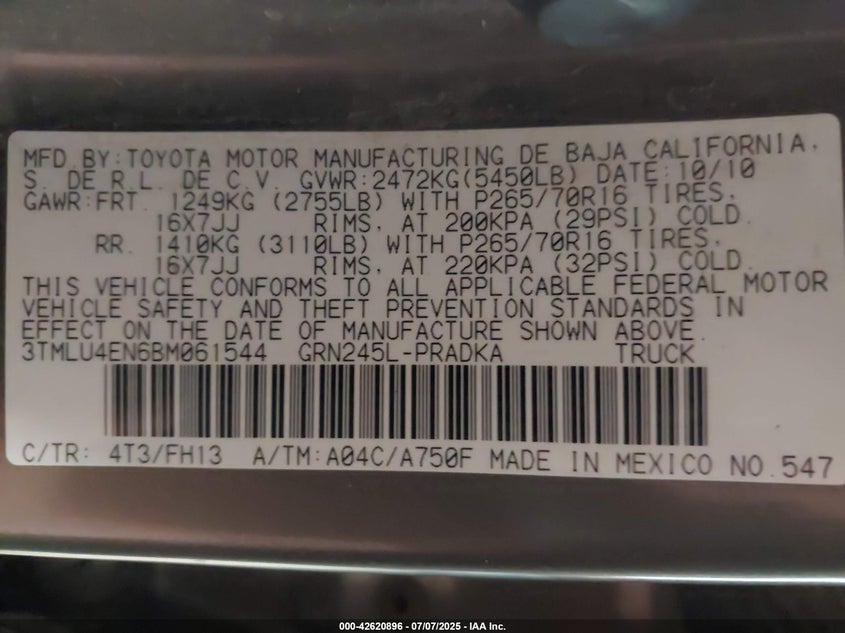 MFD.BY:TOYOTA MOTOR MANUFACTURING DE BAJA CALIFORNIA,
S. DE R.L. DE C.V. GVWR:2472KG(5450LB) DATE:10/10
GAWR:FRT. 1249KG (2755LB) WITH P265/70R16 TIRES,
16X7JJ RIMS, AT 200KPA (29PSI) COLD.
RR. 1410KG (3110LB) WITH P265/70R16 TIRES,
16X7JJ RIMS, AT 220KPA (32PSI) COLD.
THIS VEHICLE CONFORMS TO ALL APPLICABLE FEDERAL MOTOR
VEHICLE SAFETY AND THEFT PREVENTION STANDARDS IN
EFFECT ON THE DATE OF MANUFACTURE SHOWN ABOVE.
3TMLU4EN6BM061544 GRN245L-PRADKA TRUCK
C/TR: 4T3/FH13 A/TM:A04C/A750F MADE IN MEXICO NO.547
000-42620896 - 07/07/2025 - IAA Inc.